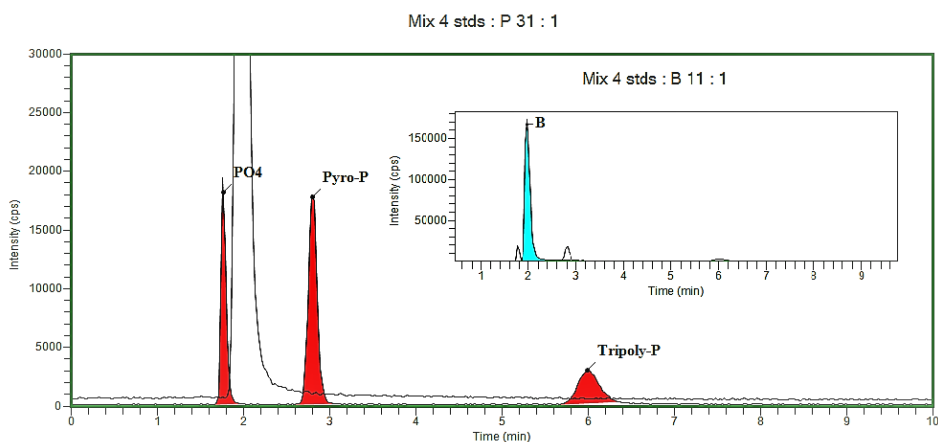 Mix 4 stds : P 31 : 1
30000
25000
20000
15000
10000
5000
0
Intensity (cps)
PO4
Pyro-P
Tripoly-P
0 1 2 3 4 5 6 7 8 9 10
Time (min)
Mix 4 stds : B 11 : 1
150000
100000
50000
Intensity (cps)
B
1 2 3 4 5 6 7 8 9
Time (min)